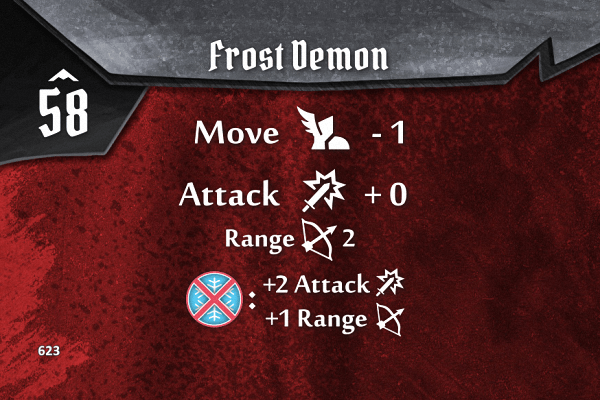 Frost Demon
58
Move - 1
Attack + 0
Range 2
: +2 Attack
+1 Range
623